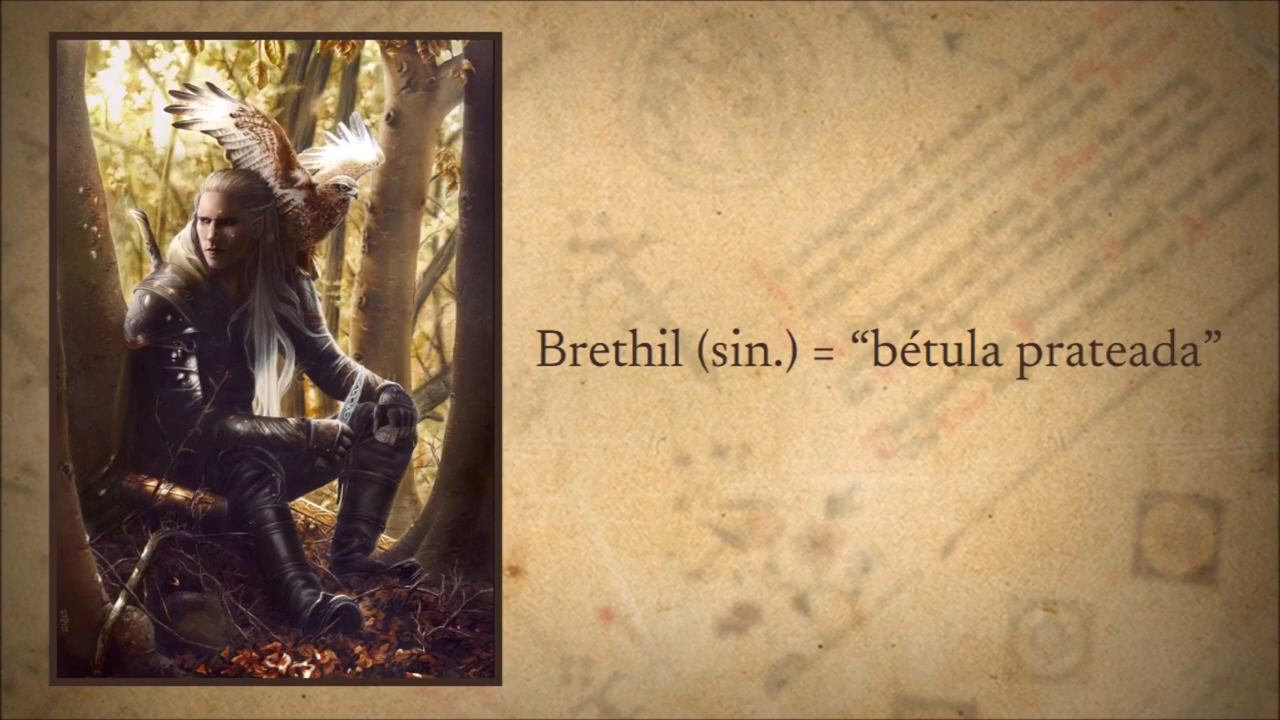 Brethil (sin.) = “bétula prateada”